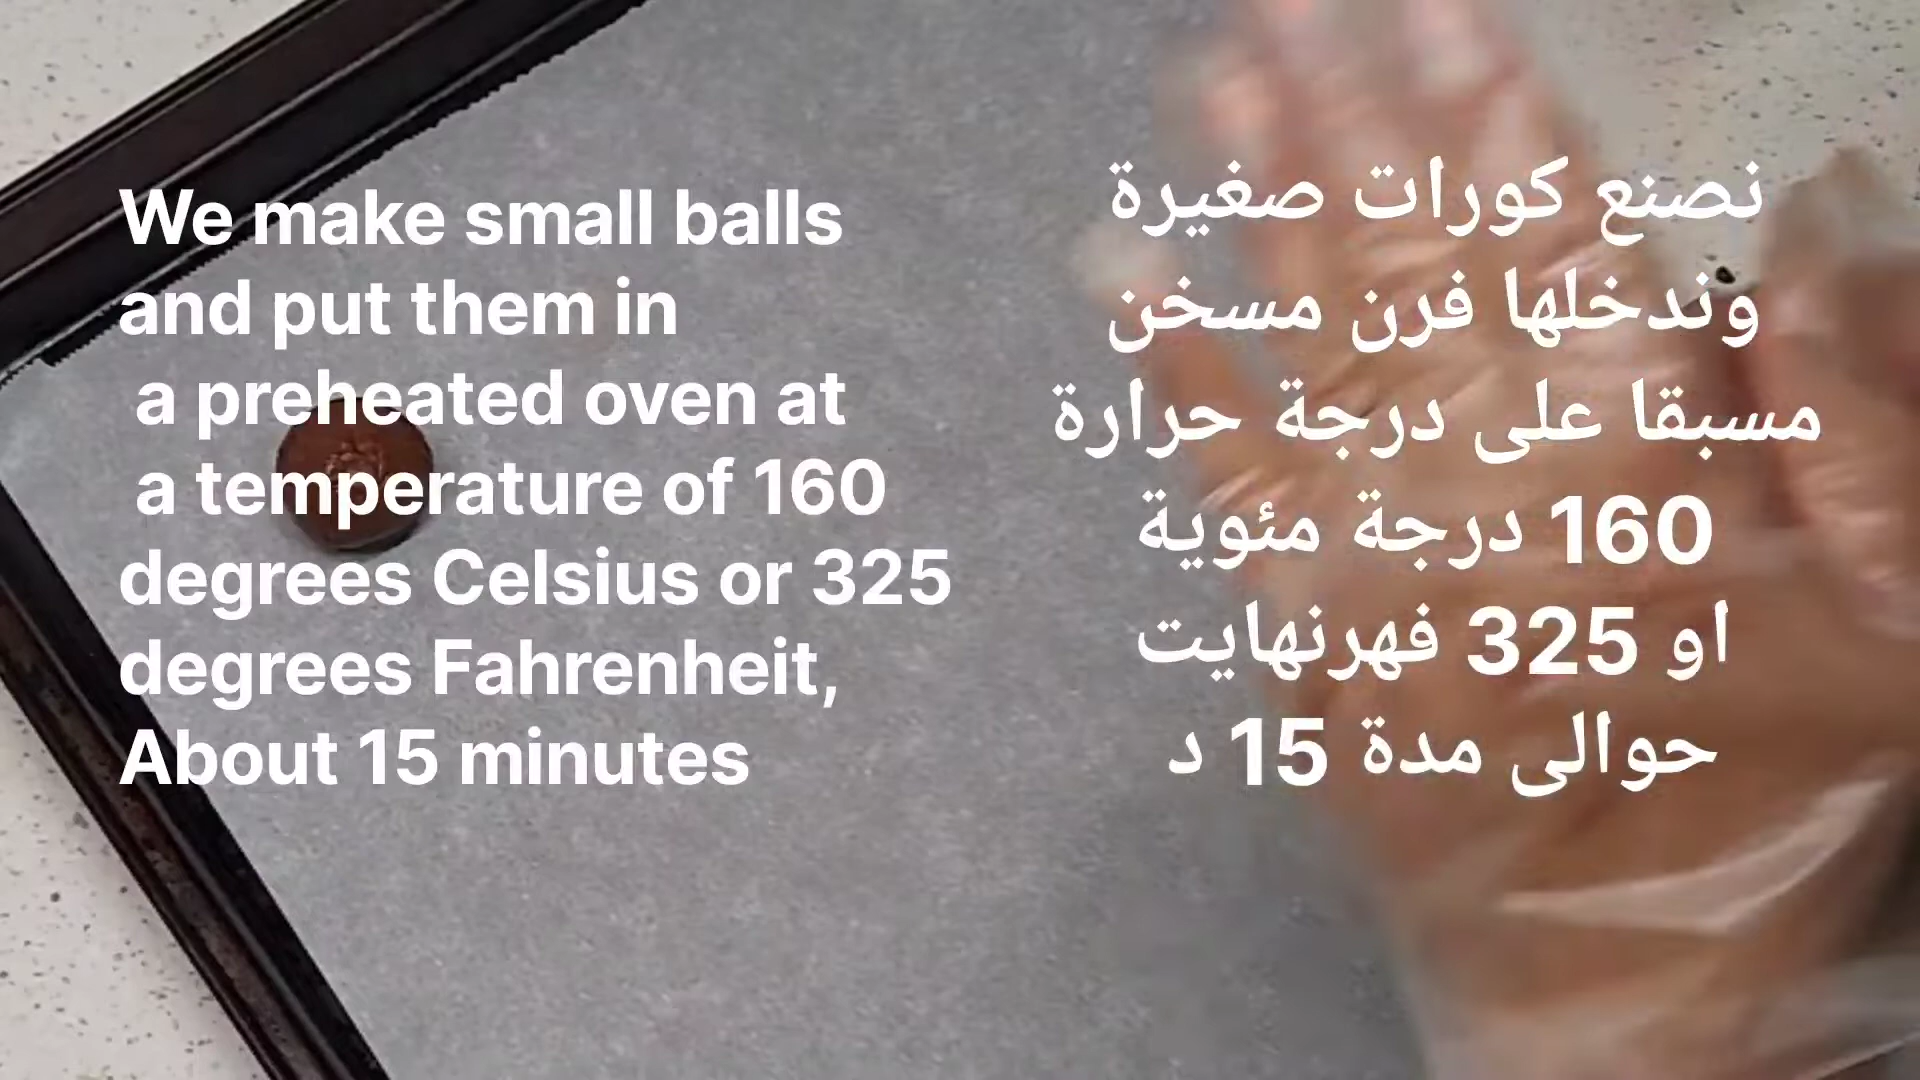 We make small balls
and put them in
a preheated oven at
a temperature of 160
degrees Celsius or 325
degrees Fahrenheit,
About 15 minutes
نصنع كورات صغيرة
وندخلها فرن مسخن
مسبقا على درجة حرارة
160 درجة مئوية
او 325 فهرنهايت
حوالى مدة 15 د